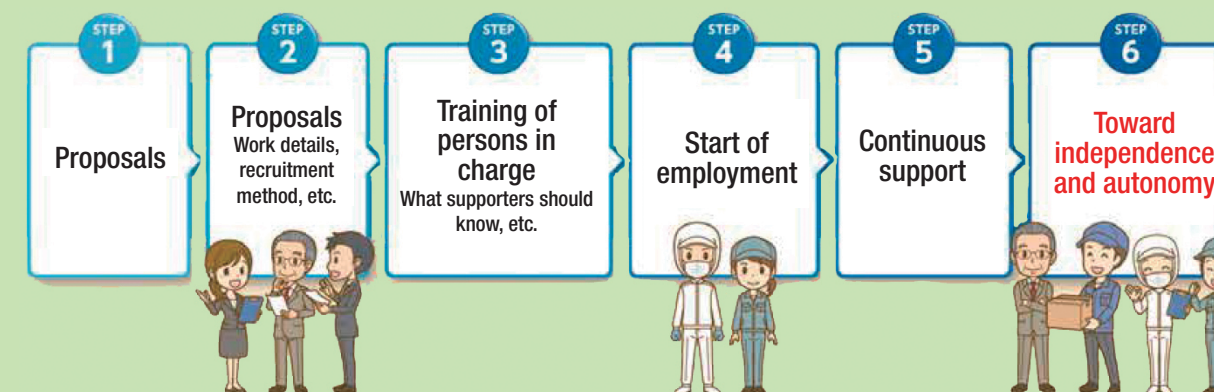 STEP
1
Proposals
STEP
2
Proposals
Work details,
recruitment
method, etc.
STEP
3
Training of
persons in
charge
What supporters should
know, etc.
STEP
4
Start of
employment
STEP
5
Continuous
support
STEP
6
Toward
independence
and autonomy